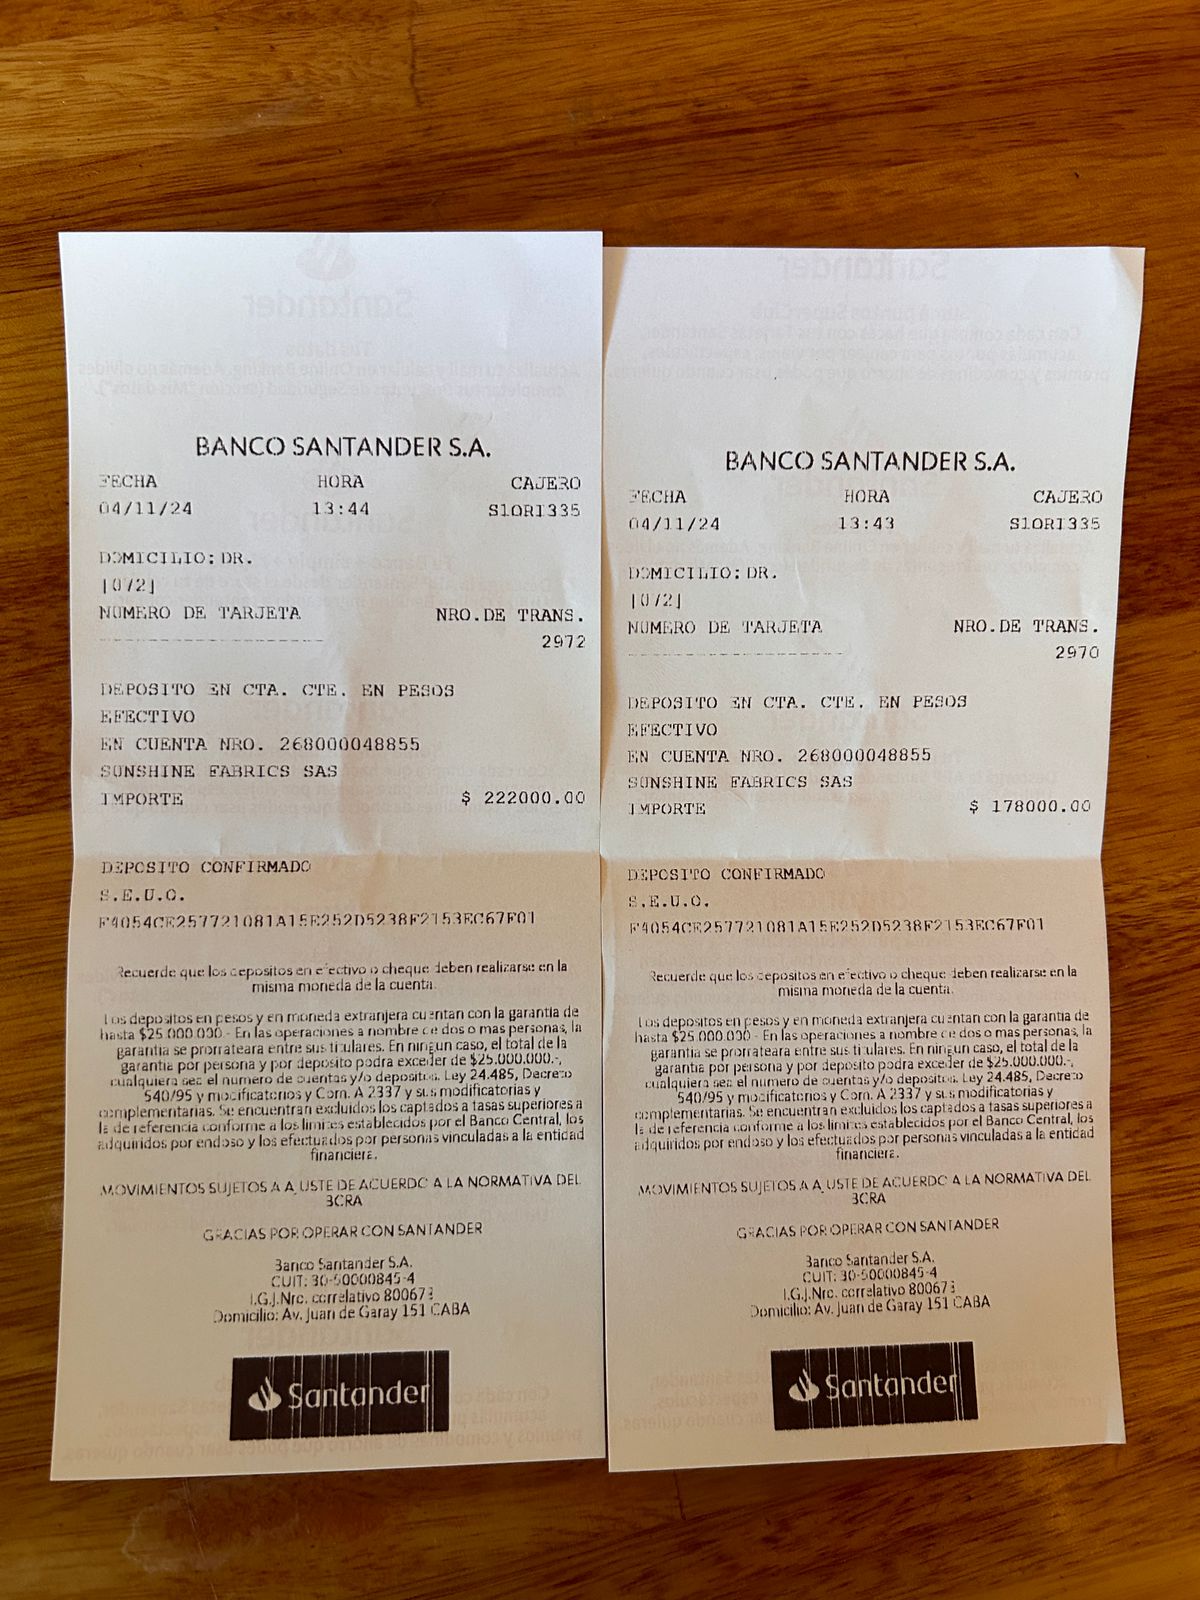 BANCO SANTANDER S.A.
FECHA HORA CAJERO
04/11/24 13:44 S1ORI335
DOMICILIO: DR.
[072]
NUMERO DE TARJETA NRO.DE TRANS.
2972
DEPOSITO EN CTA. CTE. EN PESOS
EFECTIVO
EN CUENTA NRO. 268000048855
SUNSHINE FABRICS SAS
IMPORTE $ 222000.00
DEPOSITO CONFIRMADO
S.E.U.O.
F4054CE257721081A15E252D5238F2153EC67F01
Recuerde que los depositos en efectivo o cheque deben realizarse en la
misma moneda de la cuenta.
Los depositos en pesos y en moneda extranjera cuentan con la garantia de
hasta $25.000.000 - En las operaciones a nombre de dos o mas personas, la
garantia se prorrateara entre sus titulares. En ningun caso, el total de la
garantia por persona y por deposito podra exceder de $25.000.000.-,
cualquiera sea el numero de cuentas y/o depositos. Ley 24.485, Decreto
540/95 y modificatorios y Com. A 2337 y sus modificatorias y
complementarias. Se encuentran excluidos los captados a tasas superiores a
la de referencia conforme a los limites establecidos por el Banco Central, los
adquiridos por endoso y los efectuados por personas vinculadas a la entidad
financiera.
MOVIMIENTOS SUJETOS A AJUSTE DE ACUERDO A LA NORMATIVA DEL
BCRA
GRACIAS POR OPERAR CON SANTANDER
Banco Santander S.A.
CUIT: 30-50000845-4
I.G.J.Nro. correlativo 800673
Domicilio: Av. Juan de Garay 151 CABA
Santander
BANCO SANTANDER S.A.
FECHA HORA CAJERO
04/11/24 13:43 S1ORI335
DOMICILIO: DR.
[072]
NUMERO DE TARJETA NRO.DE TRANS.
2970
DEPOSITO EN CTA. CTE. EN PESOS
EFECTIVO
EN CUENTA NRO. 268000048855
SUNSHINE FABRICS SAS
IMPORTE $ 178000.00
DEPOSITO CONFIRMADO
S.E.U.O.
F4054CE257721081A15E252D5238F2153EC67F01
Recuerde que los depositos en efectivo o cheque deben realizarse en la
misma moneda de la cuenta.
Los depositos en pesos y en moneda extranjera cuentan con la garantia de
hasta $25.000.000 - En las operaciones a nombre de dos o mas personas, la
garantia se prorrateara entre sus titulares. En ningun caso, el total de la
garantia por persona y por deposito podra exceder de $25.000.000.-,
cualquiera sea el numero de cuentas y/o depositos. Ley 24.485, Decreto
540/95 y modificatorios y Com. A 2337 y sus modificatorias y
complementarias. Se encuentran excluidos los captados a tasas superiores a
la de referencia conforme a los limites establecidos por el Banco Central, los
adquiridos por endoso y los efectuados por personas vinculadas a la entidad
financiera.
MOVIMIENTOS SUJETOS A AJUSTE DE ACUERDO A LA NORMATIVA DEL
BCRA
GRACIAS POR OPERAR CON SANTANDER
Banco Santander S.A.
CUIT: 30-50000845-4
I.G.J.Nro. correlativo 800673
Domicilio: Av. Juan de Garay 151 CABA
Santander